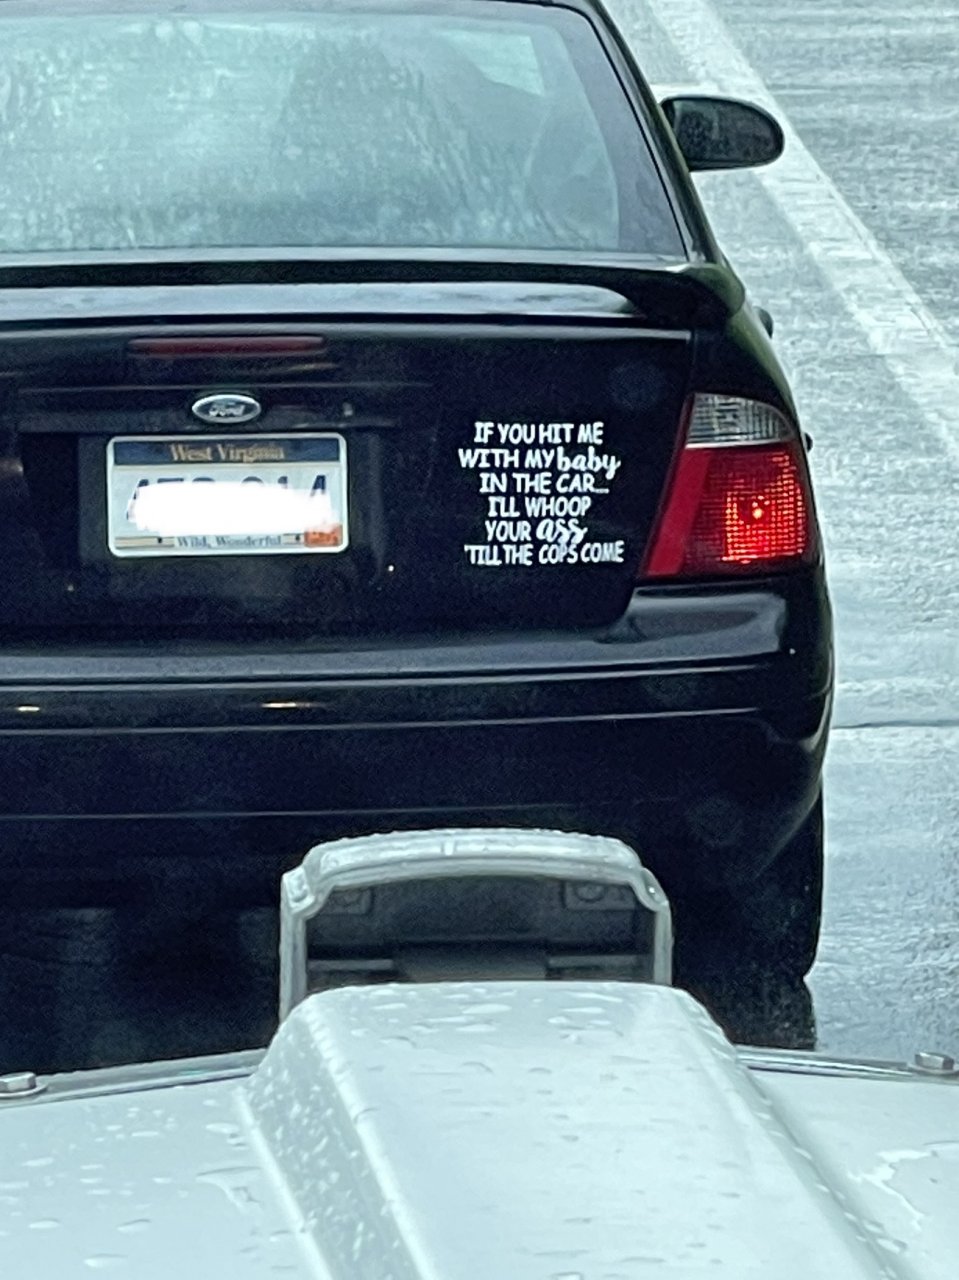 Ford
West Virginia
Wild, Wonderful
IF YOU HIT ME
WITH MY baby
IN THE CAR...
I'LL WHOOP
YOUR ass
'TILL THE COPS COME